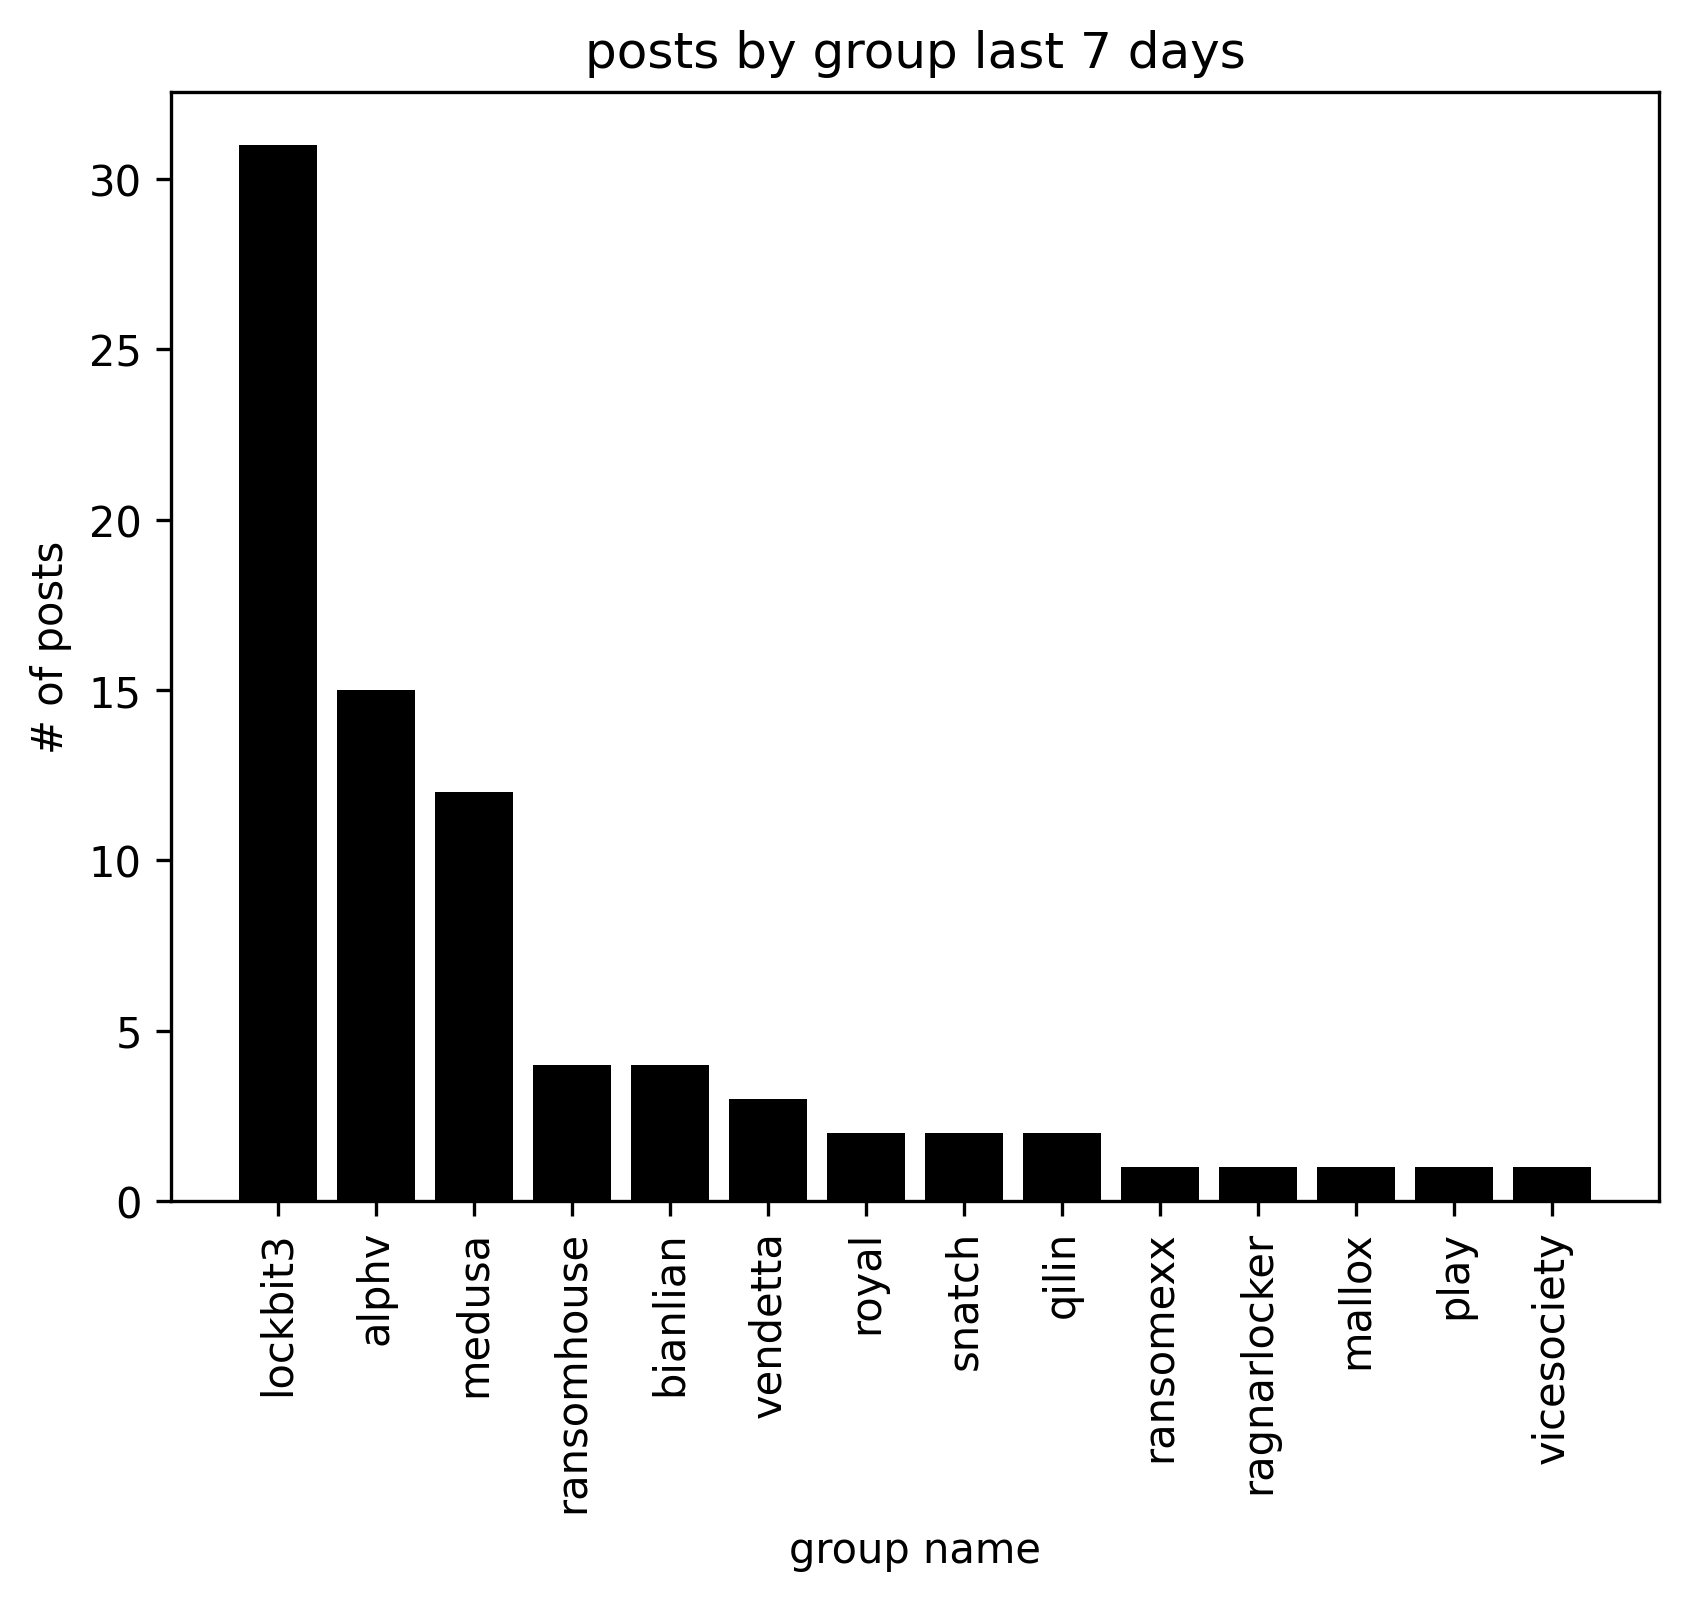 posts by group last 7 days
# of posts
30
25
20
15
10
5
0
lockbit3
alphv
medusa
ransomhouse
bianlian
vendetta
royal
snatch
qilin
ransomexx
ragnarlocker
mallox
play
vicesociety
group name